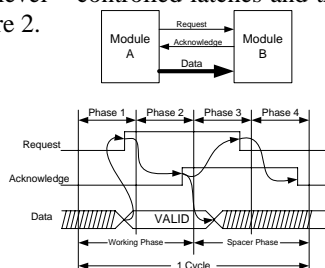 controlled latches and t
re 2.
Request
Module A
Acknowledge
Module B
Data
Phase 1 Phase 2 Phase 3 Phase 4
Request
Acknowledge
Data
VALID
Working Phase Spacer Phase
1 Cycle